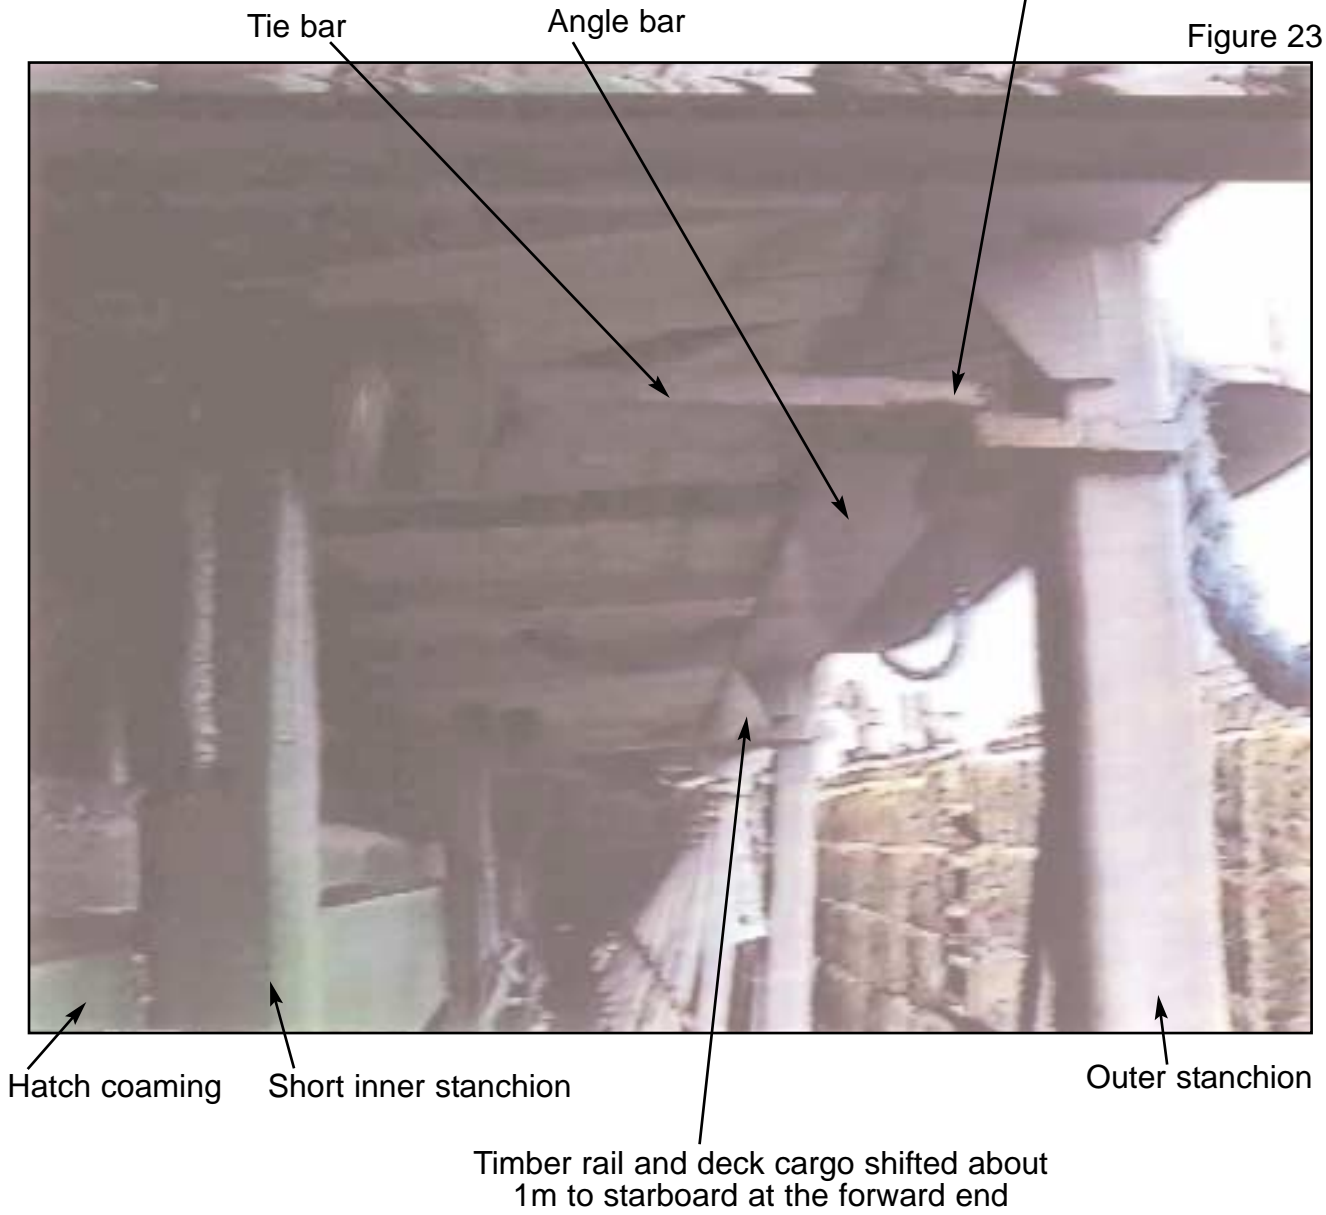 Tie bar
Angle bar
Figure 23
Hatch coaming
Short inner stanchion
Outer stanchion
Timber rail and deck cargo shifted about
1m to starboard at the forward end